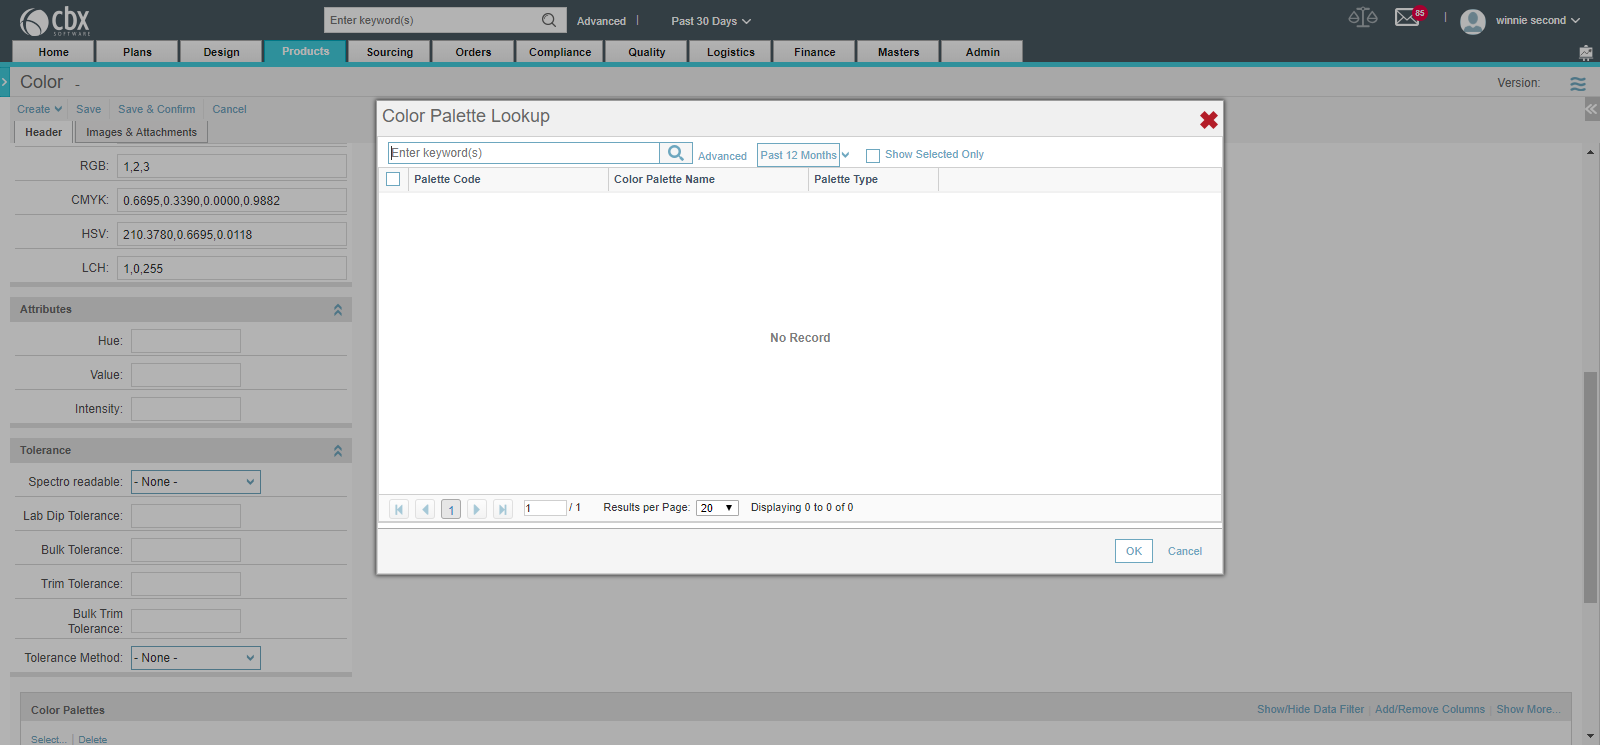 cbx
SOFTWARE
Enter keyword(s)
Advanced
Past 30 Days
85
winnie second
Home
Plans
Design
Products
Sourcing
Orders
Compliance
Quality
Logistics
Finance
Masters
Admin
Color -
Version:
Create
Save
Save & Confirm
Cancel
Header
Images & Attachments
RGB: 1,2,3
CMYK: 0.6695,0.3390,0.0000,0.9882
HSV: 210.3780,0.6695,0.0118
LCH: 1,0,255
Attributes
Hue:
Value:
Intensity:
Tolerance
Spectro readable: - None -
Lab Dip Tolerance:
Bulk Tolerance:
Trim Tolerance:
Bulk Trim
Tolerance:
Tolerance Method: - None -
Color Palettes
Show/Hide Data Filter | Add/Remove Columns | Show More...
Select... | Delete
Color Palette Lookup
Enter keyword(s)
Advanced
Past 12 Months
Show Selected Only
Palette Code
Color Palette Name
Palette Type
No Record
1
1 / 1
Results per Page: 20
Displaying 0 to 0 of 0
OK
Cancel